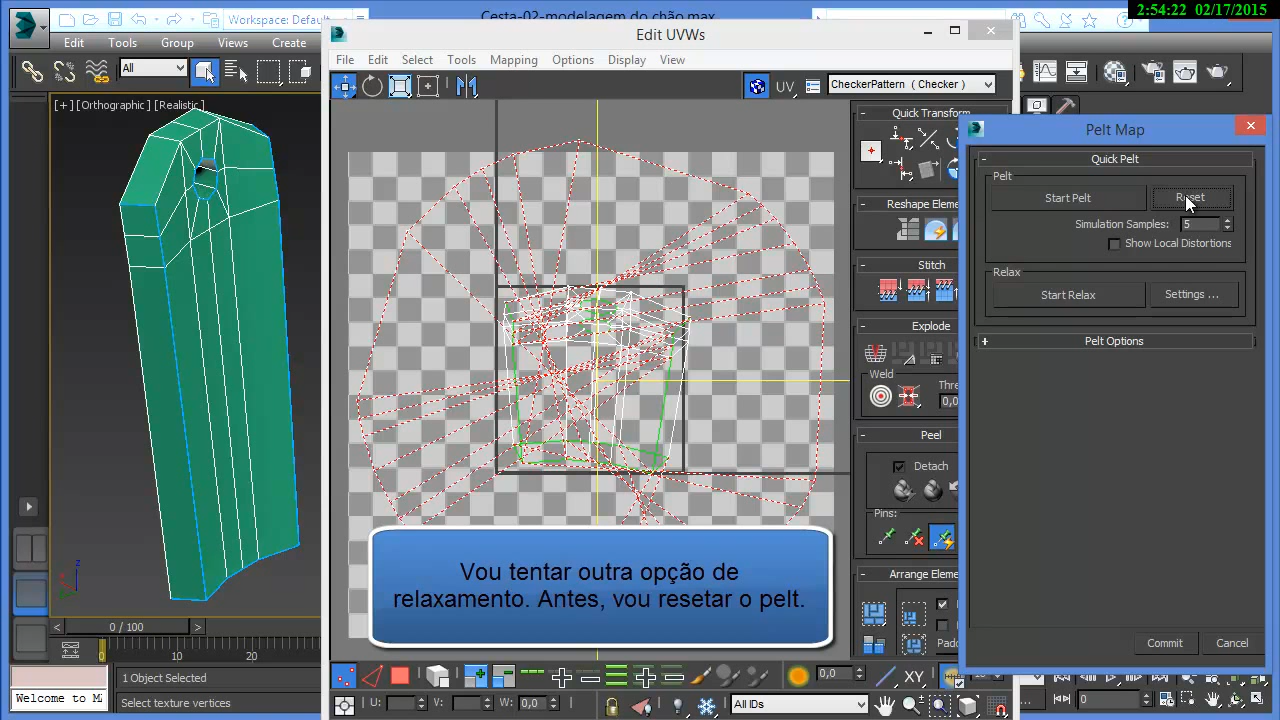 2:54:22 02/17/2015
Workspace: Default
Cesta-02-modelagem do chão.max
Edit UVWs
Edit Tools Group Views Create
File Edit Select Tools Mapping Options Display View
All
UV
CheckerPattern ( Checker )
[+] [Orthographic ] [Realistic ]
Quick Transform
Reshape Elem
Stitch
Explode
Weld
Thre
0,0
Peel
Detach
Pins:
Arrange Elem
Padd
Pelt Map
Quick Pelt
Pelt
Start Pelt
Reset
Simulation Samples: 5
Show Local Distortions
Relax
Start Relax
Settings ...
Pelt Options
Commit
Cancel
Vou tentar outra opção de
relaxamento. Antes, vou resetar o pelt.
z
0 / 100
0 10 20
Welcome to M
1 Object Selected
Select texture vertices
0,0
XY
U: V: W: 0,0
All IDs
0